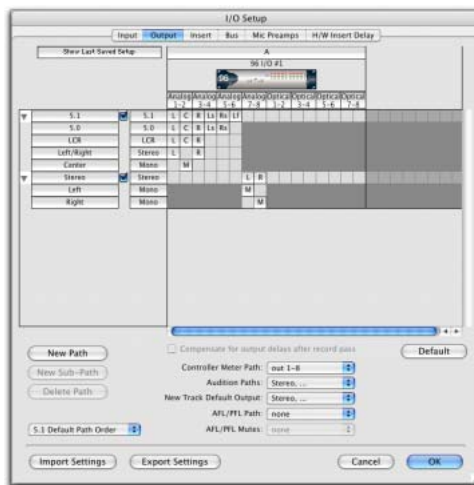 I/O Setup
Input Output Insert Bus Mic Preamps H/W Insert Delay
Show Last Saved Setup
A
96 I/O #1
96
Analog Analog Analog Analog Optical Optical Optical Optical
1-2 3-4 5-6 7-8 1-2 3-4 5-6 7-8
5.1 5.1 L C R Ls Rs Lf
5.0 5.0 L C R Ls Rs
LCR LCR L C R
Left/Right Stereo L R
Center Mono M
Stereo Stereo L R
Left Mono M
Right Mono M
Compensate for output delays after record pass
New Path Default
Controller Meter Path: out 1-8
New Sub-Path
Audition Paths: Stereo, ...
Delete Path
New Track Default Output: Stereo, ...
AFL/PFL Path: none
5.1 Default Path Order AFL/PFL Mutes: none
Import Settings Export Settings Cancel OK